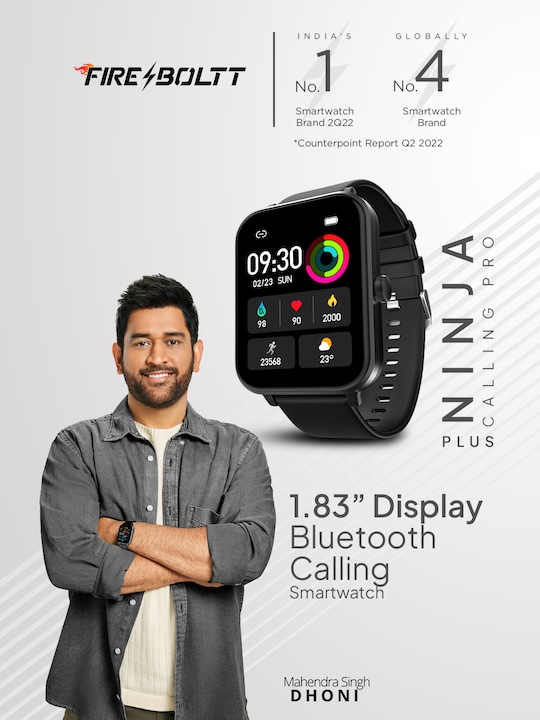 FIRE BOLTT
INDIA'S
No.1
Smartwatch
Brand 2Q22
GLOBALLY
No.4
Smartwatch
Brand
*Counterpoint Report Q2 2022
09:30
02/23 SUN
98 90 2000
23568 23°
NINJA
CALLING PRO
PLUS
1.83” Display
Bluetooth
Calling
Smartwatch
Mahendra Singh
DHONI